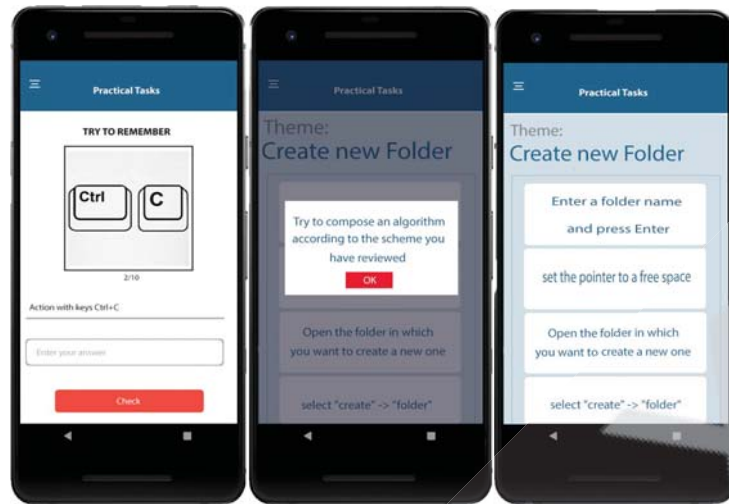 Practical Tasks
TRY TO REMEMBER
Ctrl
C
2/10
Action with keys Ctrl+C
Enter your answer
Check
Practical Tasks
Theme:
Create new Folder
Try to compose an algorithm
according to the scheme you
have reviewed
OK
Open the folder in which
you want to create a new one
select "create" -> "folder"
Practical Tasks
Theme:
Create new Folder
Enter a folder name
and press Enter
set the pointer to a free space
Open the folder in which
you want to create a new one
select "create" -> "folder"